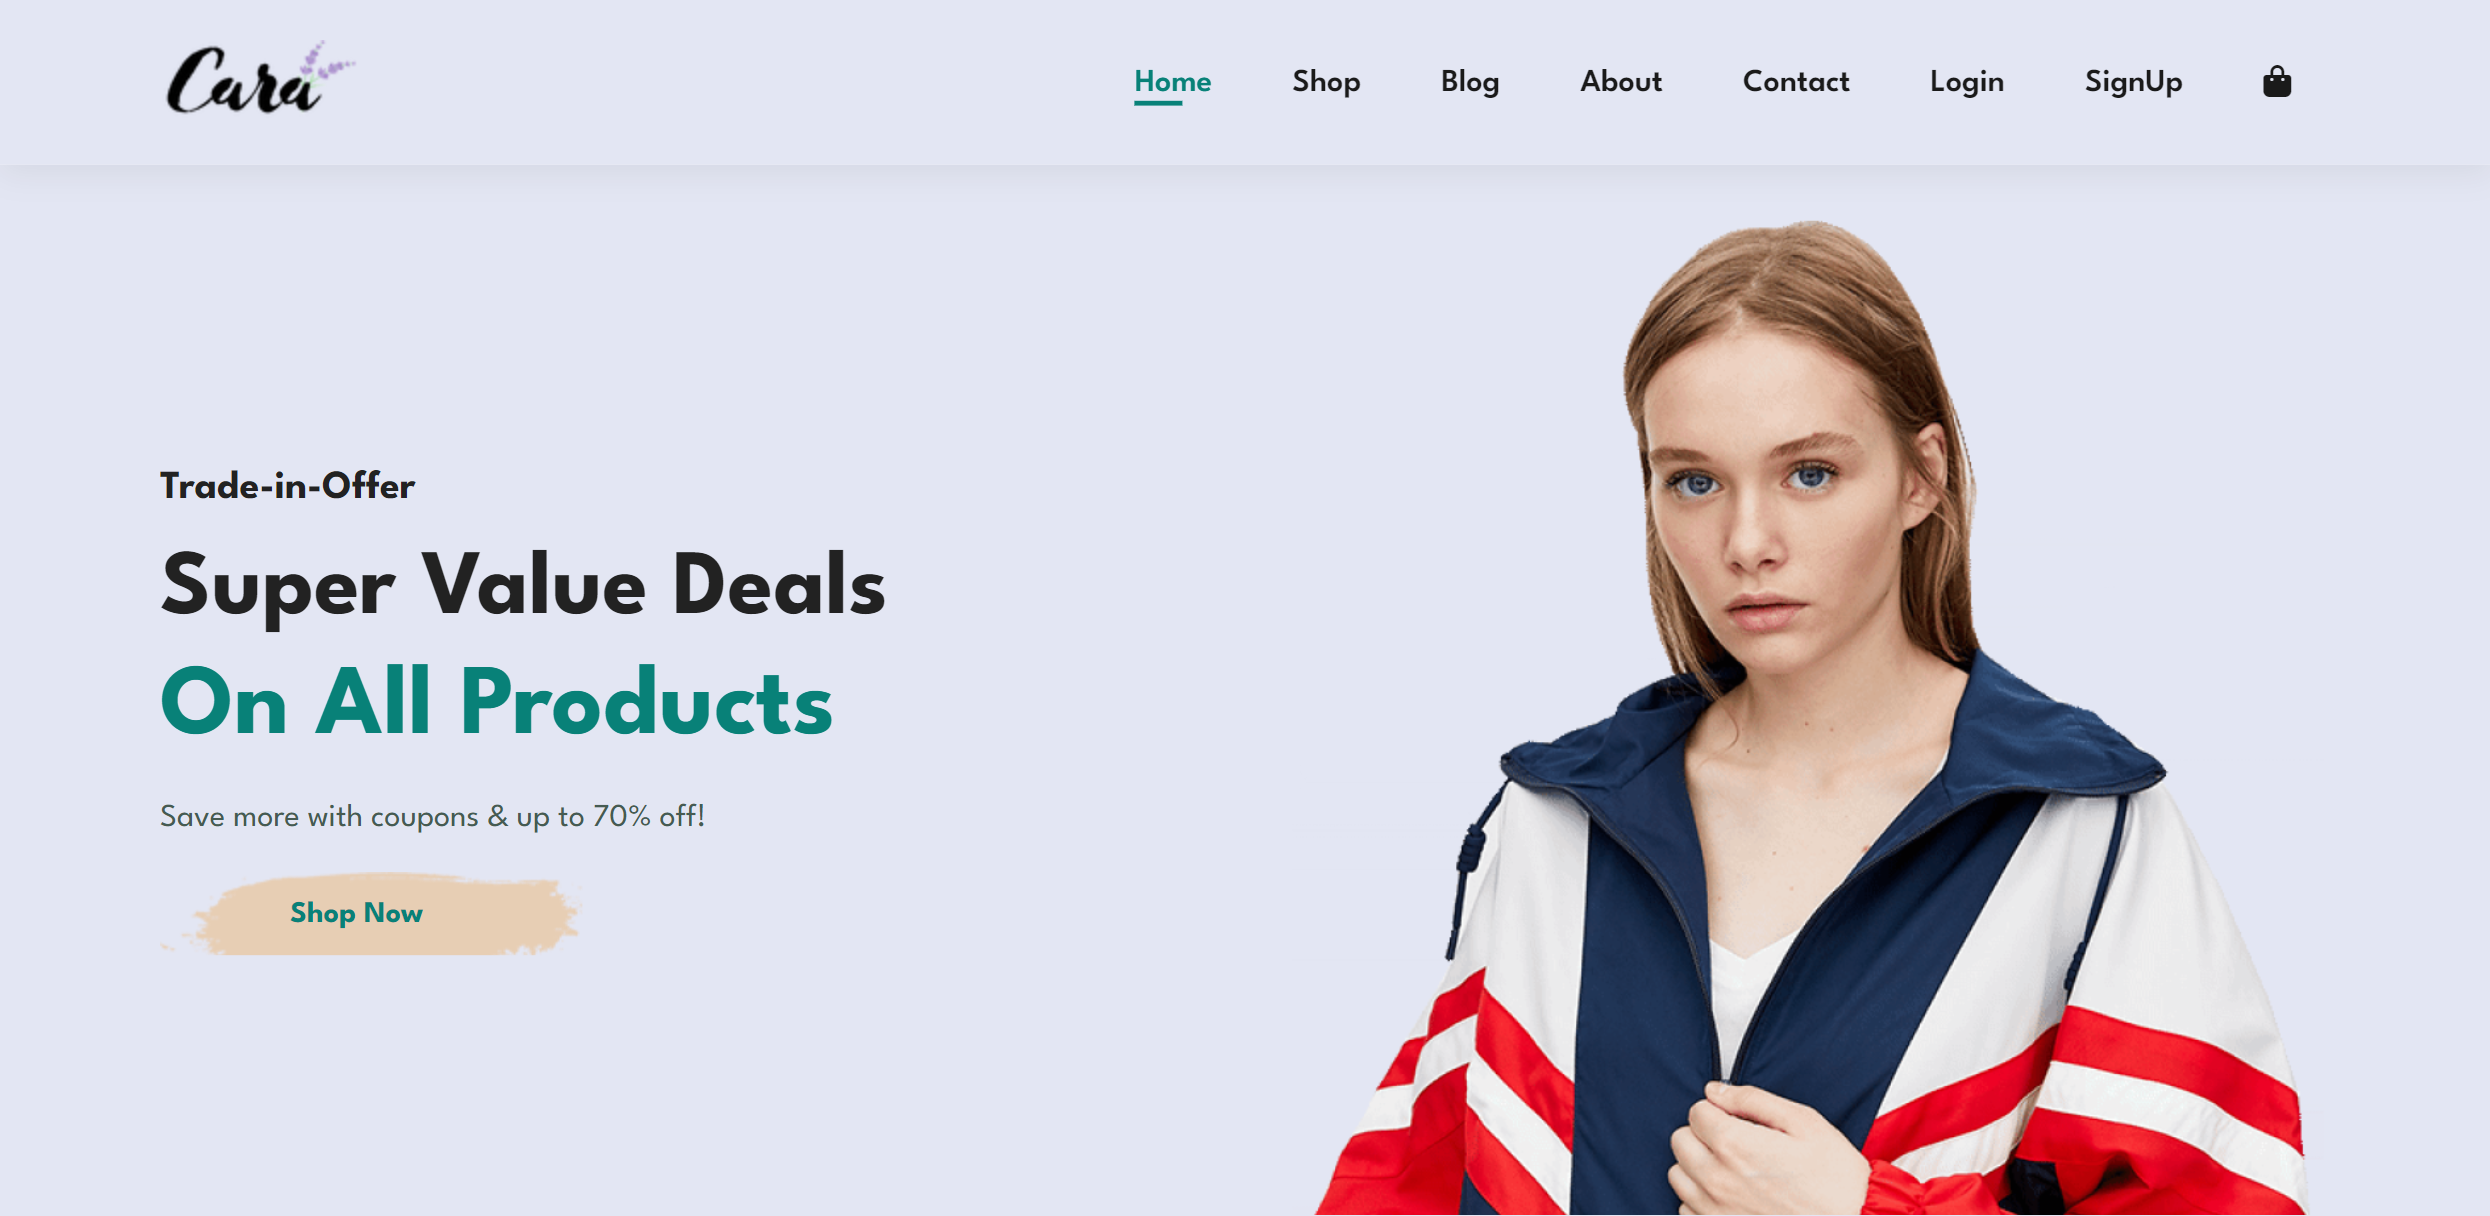 Cara
Home Shop Blog About Contact Login SignUp
Trade-in-Offer
Super Value Deals
On All Products
Save more with coupons & up to 70% off!
Shop Now